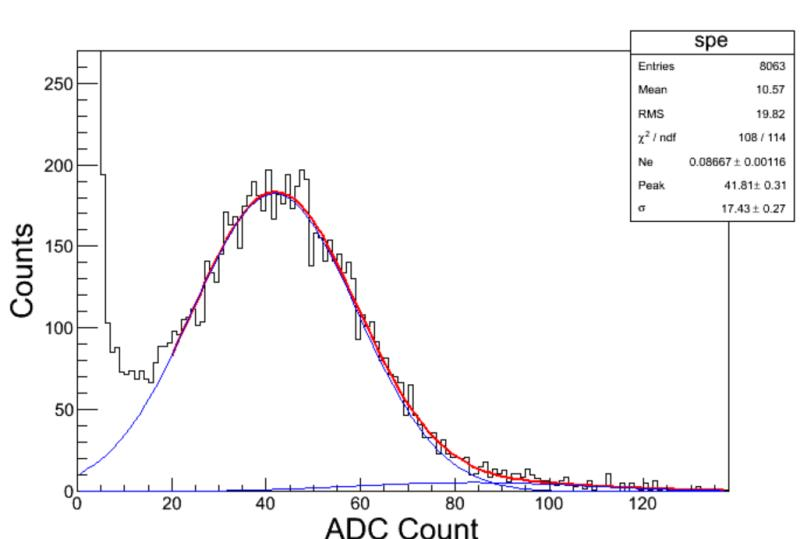 spe
Entries 8063
Mean 10.57
RMS 19.82
χ² / ndf 108 / 114
Ne 0.08667 ± 0.00116
Peak 41.81± 0.31
σ 17.43± 0.27
Counts
250
200
150
100
50
0
0 20 40 60 80 100 120
ADC Count